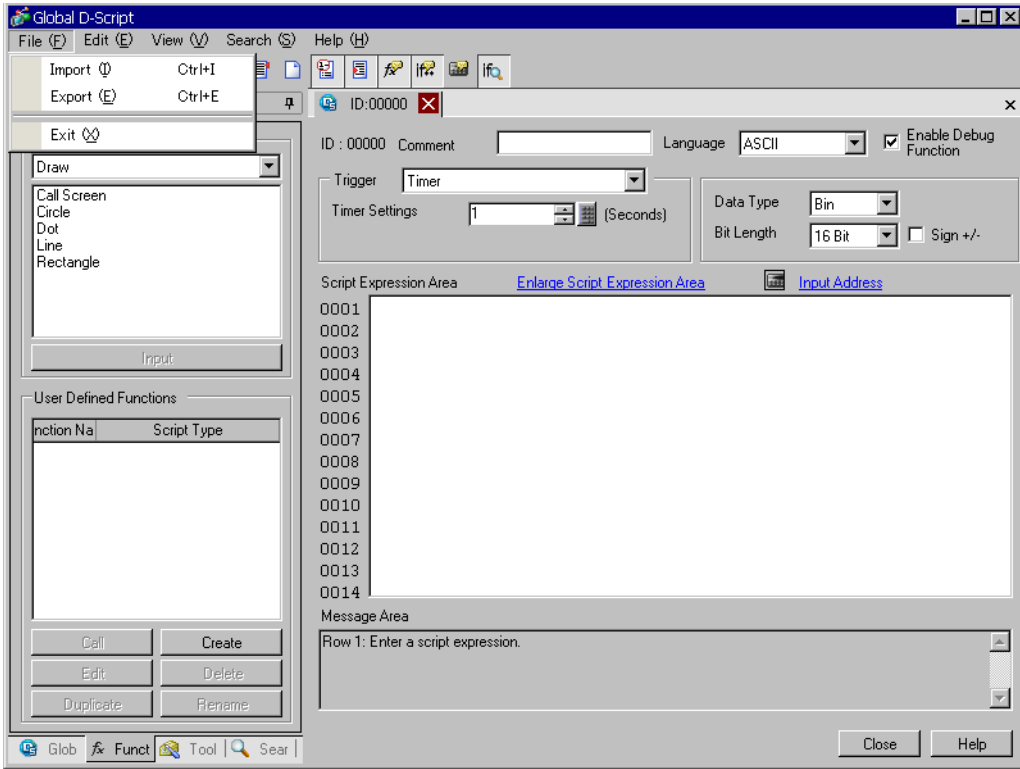 Global D-Script
File (F) Edit (E) View (V) Search (S) Help (H)
Import (I) Ctrl+I
Export (E) Ctrl+E
Exit (X)
ID:00000
ID : 00000 Comment Language ASCII Enable Debug Function
Draw
Call Screen
Circle
Dot
Line
Rectangle
Input
Trigger Timer
Timer Settings 1 (Seconds)
Data Type Bin
Bit Length 16 Bit Sign +/-
Script Expression Area Enlarge Script Expression Area Input Address
0001
0002
0003
0004
0005
0006
0007
0008
0009
0010
0011
0012
0013
0014
User Defined Functions
nction Na Script Type
Call Create
Edit Delete
Duplicate Rename
Message Area
Row 1: Enter a script expression.
Glob Funct Tool Sear
Close Help